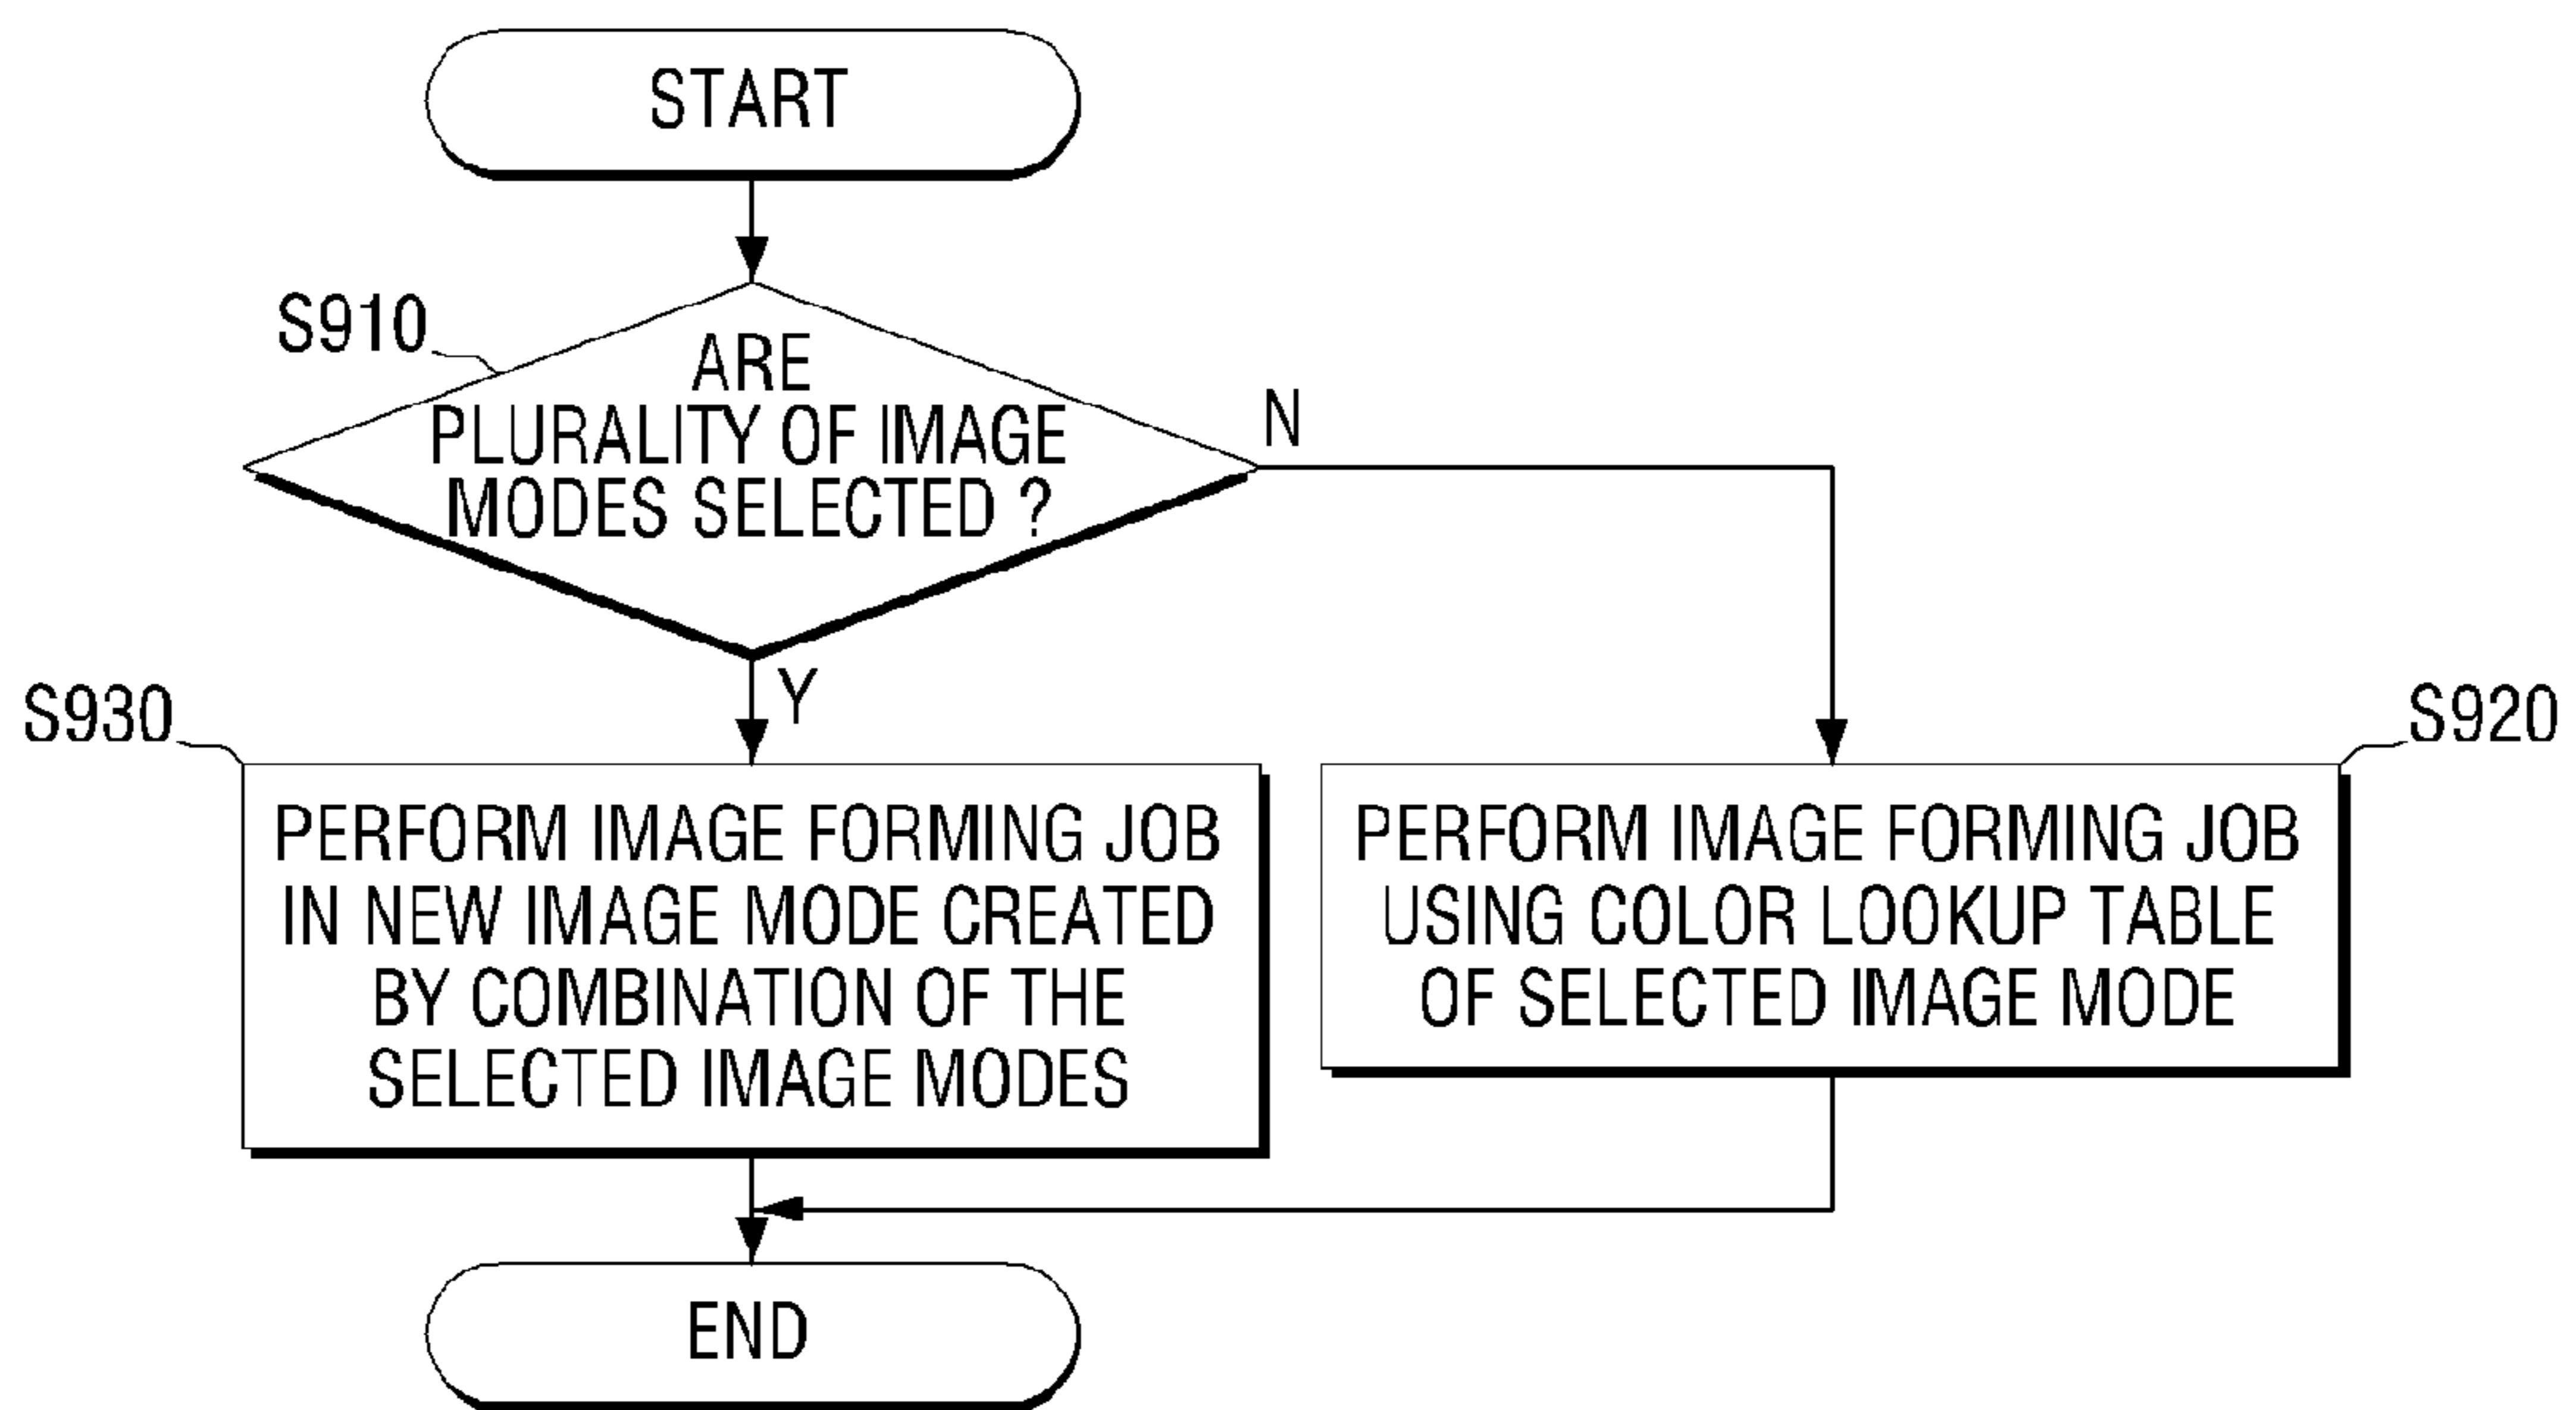 START
S910
ARE
PLURALITY OF IMAGE
MODES SELECTED ?
N
Y
S930
PERFORM IMAGE FORMING JOB
IN NEW IMAGE MODE CREATED
BY COMBINATION OF THE
SELECTED IMAGE MODES
S920
PERFORM IMAGE FORMING JOB
USING COLOR LOOKUP TABLE
OF SELECTED IMAGE MODE
END